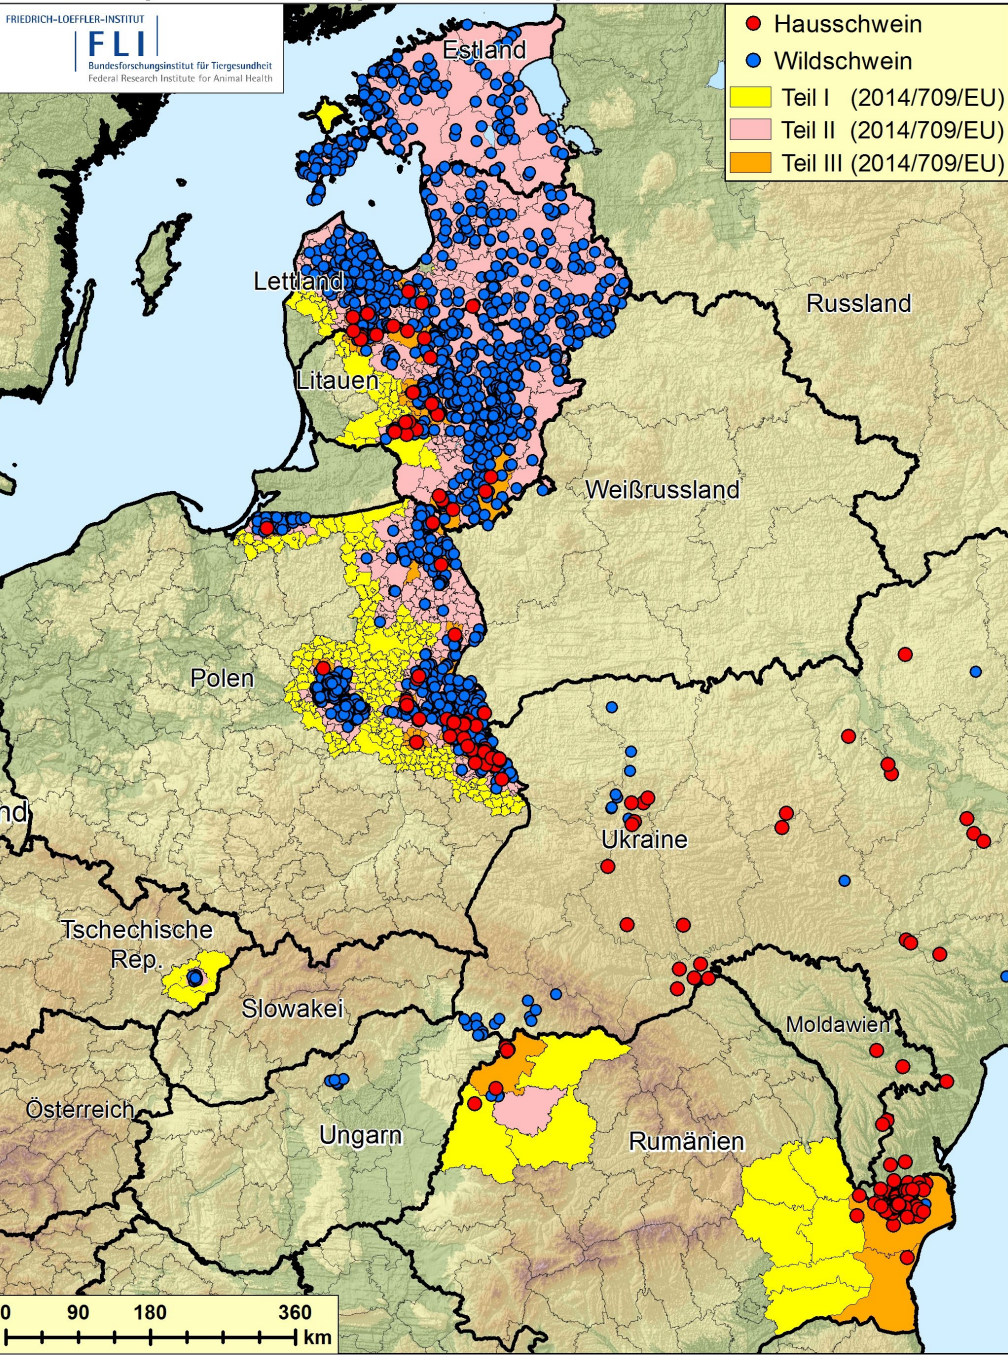 FRIEDRICH-LOEFFLER-INSTITUT
FLI
Bundesforschungsinstitut für Tiergesundheit
Federal Research Institute for Animal Health
Hausschwein
Wildschwein
Teil I (2014/709/EU)
Teil II (2014/709/EU)
Teil III (2014/709/EU)
Estland
Lettland
Russland
Litauen
Weißrussland
Polen
nd
Ukraine
Tschechische
Rep.
Slowakei
Moldawien
Österreich
Ungarn
Rumänien
0 90 180 360
km